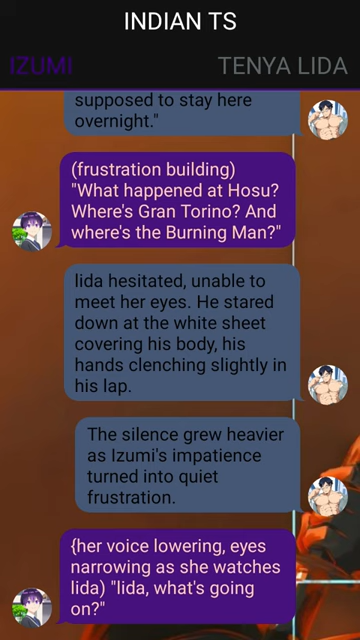 INDIAN TS
IZUMI
TENYA LIDA
supposed to stay here
overnight."
(frustration building)
"What happened at Hosu?
Where's Gran Torino? And
where's the Burning Man?"
Iida hesitated, unable to
meet her eyes. He stared
down at the white sheet
covering his body, his
hands clenching slightly in
his lap.
The silence grew heavier
as Izumi's impatience
turned into quiet
frustration.
{her voice lowering, eyes
narrowing as she watches
Iida) "Iida, what's going
on?"